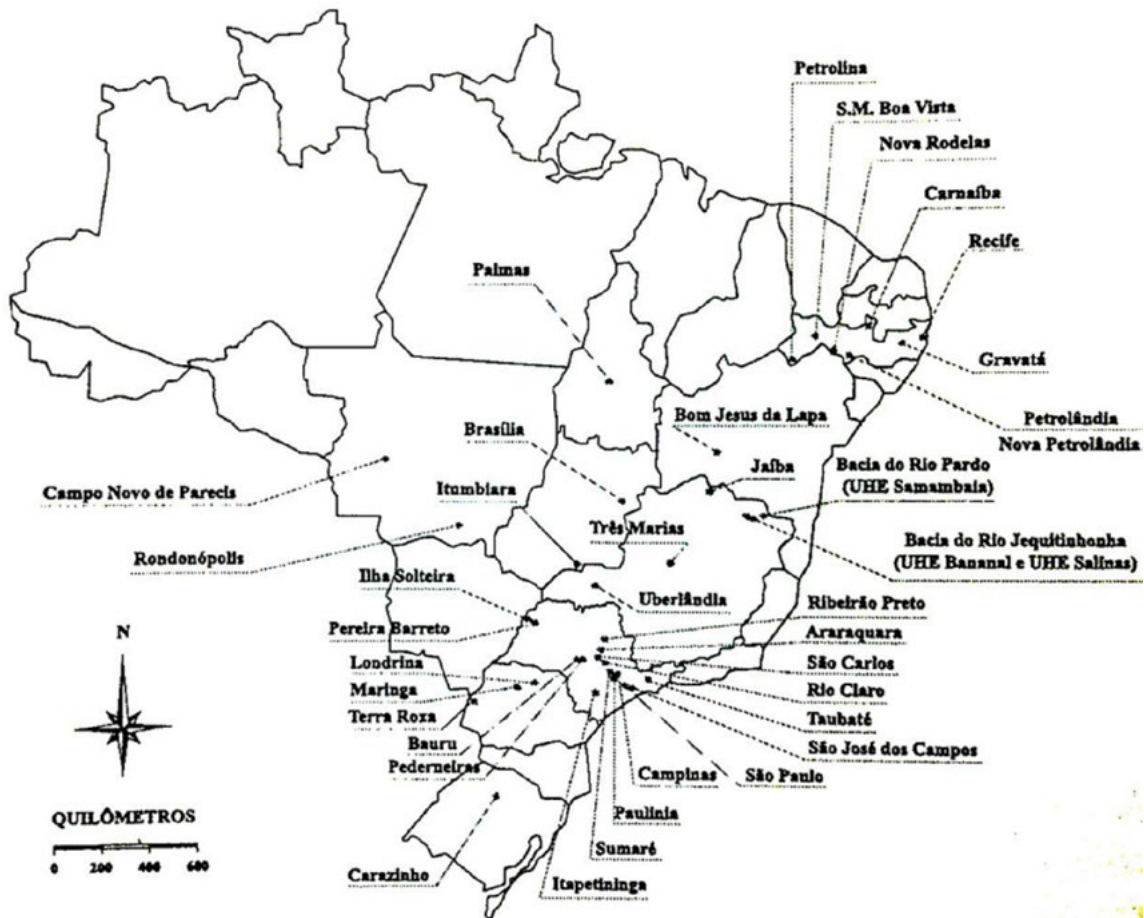 Petrolina
S.M. Boa Vista
Nova Rodelas
Carnaíba
Recife
Palmas
Gravatá
Petrolândia
Nova Petrolândia
Bom Jesus da Lapa
Brasília
Jaíba
Bacia do Rio Pardo
(UHE Samambaia)
Campo Novo de Parecis
Itumbiara
Três Marias
Bacia do Rio Jequitinhonha
(UHE Bananal e UHE Salinas)
Rondonópolis
Ilha Solteira
Uberlândia
Ribeirão Preto
Pereira Barreto
Araraquara
N
Londrina
São Carlos
Maringa
Rio Claro
Terra Roxa
Taubaté
Bauru
São José dos Campos
Pederneiras
Campinas
São Paulo
QUILÔMETROS
Paulinia
Sumaré
0 200 400 600
Carazinho
Itapetininga